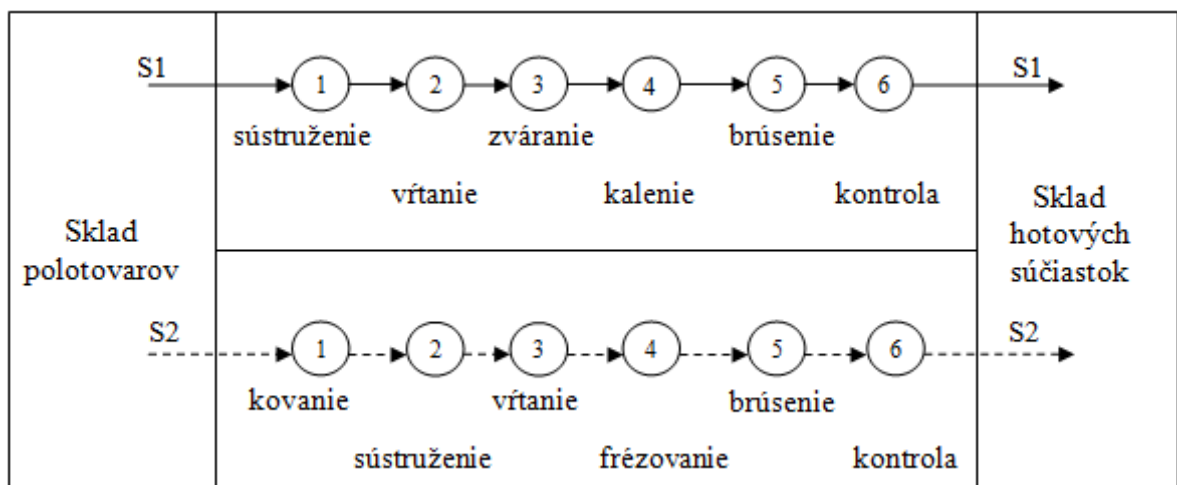 S1
1
2
3
4
5
6
S1
sústruženie
zváranie
brúsenie
vŕtanie
kalenie
kontrola
Sklad
polotovarov
Sklad
hotových
súčiastok
S2
1
2
3
4
5
6
S2
kovanie
vŕtanie
brúsenie
sústruženie
frézovanie
kontrola